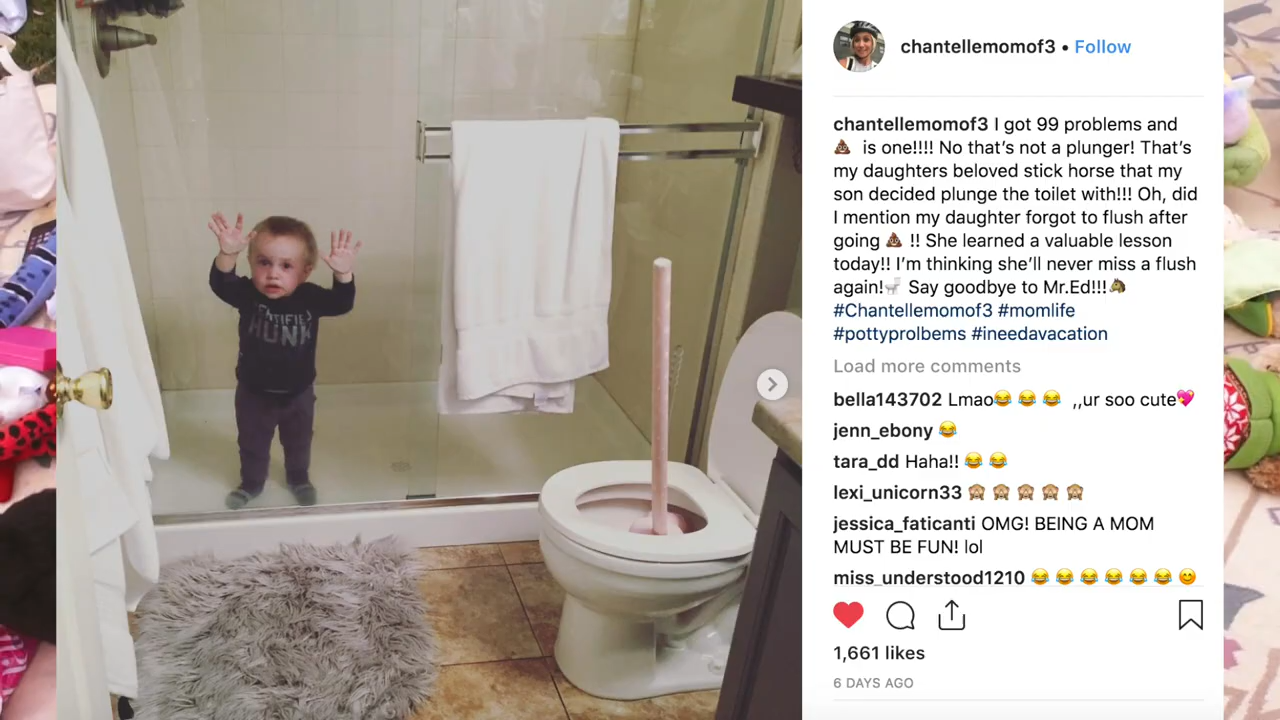 CERTIFIED
HUNK
chantellemomof3 • Follow
chantellemomof3 I got 99 problems and
💩 is one!!!! No that's not a plunger! That's
my daughters beloved stick horse that my
son decided plunge the toilet with!!! Oh, did
I mention my daughter forgot to flush after
going 💩 !! She learned a valuable lesson
today!! I'm thinking she'll never miss a flush
again!🚽 Say goodbye to Mr.Ed!!!🐴
#Chantellemomof3 #momlife
#pottyprolbems #ineedavacation
Load more comments
bella143702 Lmao😂 😂 😂 ,,ur soo cute💖
jenn_ebony 😂
tara_dd Haha!! 😂 😂
lexi_unicorn33 🙈 🙈 🙈 🙈 🙈
jessica_faticanti OMG! BEING A MOM
MUST BE FUN! lol
miss_understood1210 😂 😂 😂 😂 😂 😂 😊
1,661 likes
6 DAYS AGO